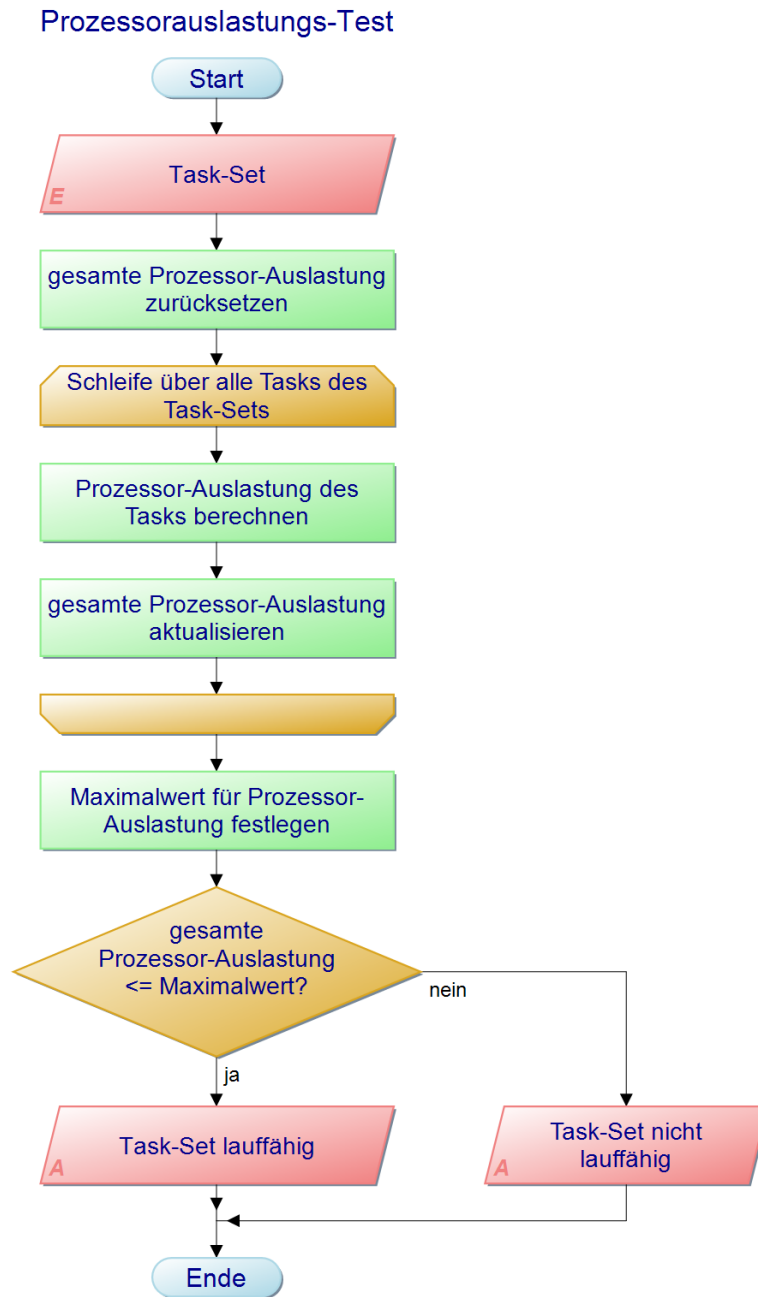 Prozessorauslastungs-Test
Start
Task-Set
E
gesamte Prozessor-Auslastung
zurücksetzen
Schleife über alle Tasks des
Task-Sets
Prozessor-Auslastung des
Tasks berechnen
gesamte Prozessor-Auslastung
aktualisieren
Maximalwert für Prozessor-
Auslastung festlegen
gesamte
Prozessor-Auslastung
<= Maximalwert?
nein
ja
Task-Set lauffähig
A
Task-Set nicht
lauffähig
A
Ende